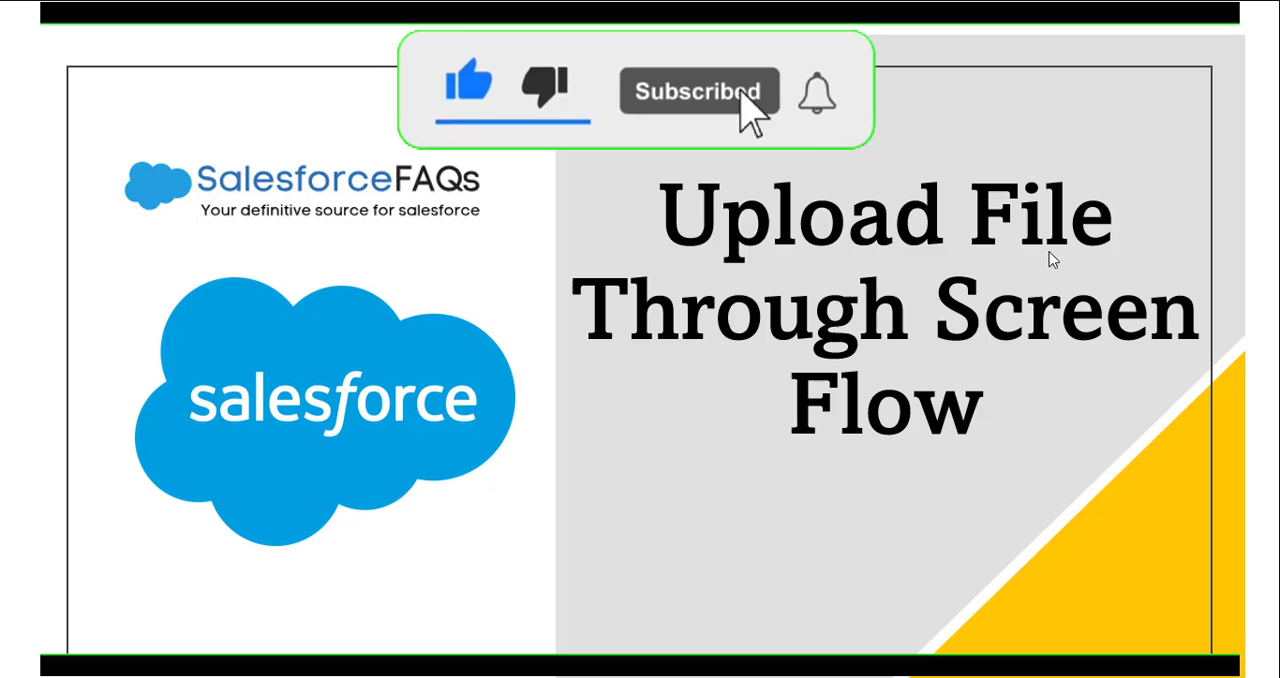 Subscribed
SalesforceFAQs
Your definitive source for salesforce
salesforce
Upload File
Through Screen
Flow